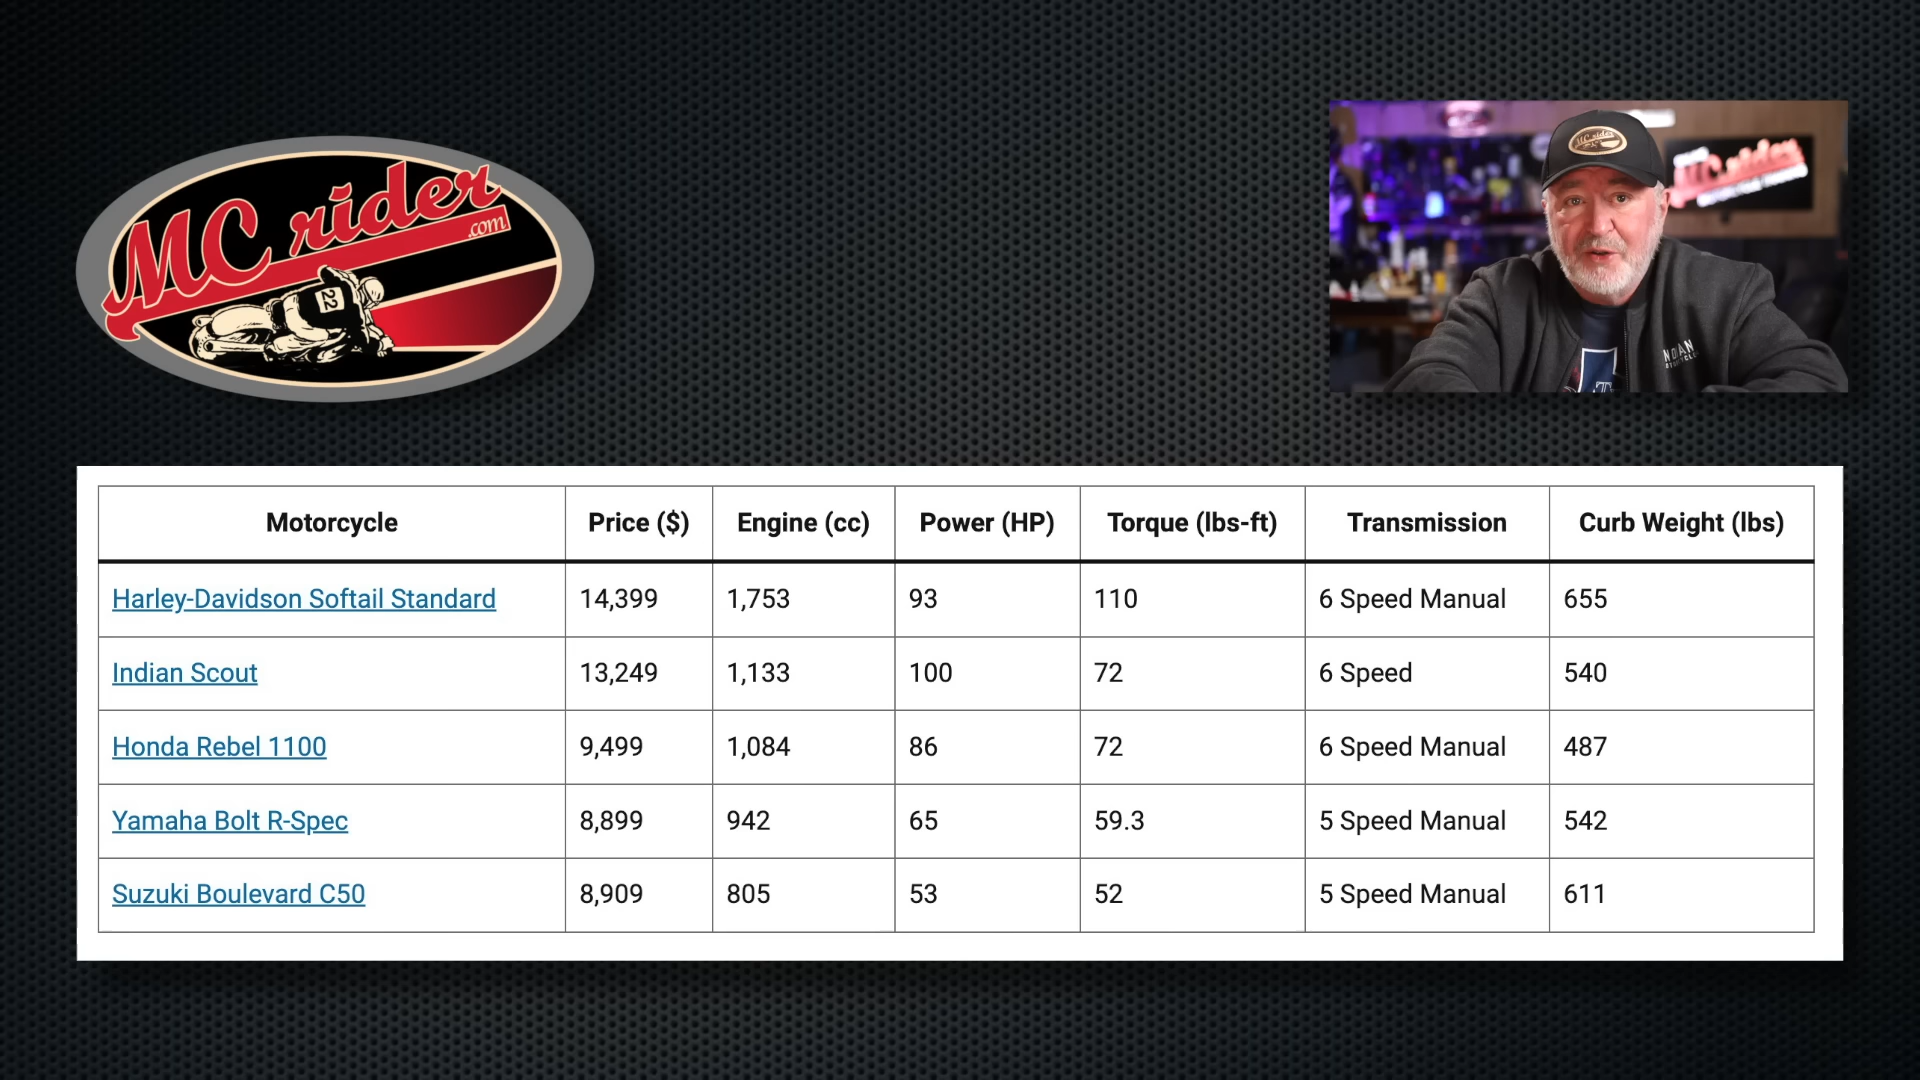 MC rider
.com
22
MC rider
INDIAN
Motorcycle | Price ($) | Engine (cc) | Power (HP) | Torque (lbs-ft) | Transmission | Curb Weight (lbs)
Harley-Davidson Softail Standard | 14,399 | 1,753 | 93 | 110 | 6 Speed Manual | 655
Indian Scout | 13,249 | 1,133 | 100 | 72 | 6 Speed | 540
Honda Rebel 1100 | 9,499 | 1,084 | 86 | 72 | 6 Speed Manual | 487
Yamaha Bolt R-Spec | 8,899 | 942 | 65 | 59.3 | 5 Speed Manual | 542
Suzuki Boulevard C50 | 8,909 | 805 | 53 | 52 | 5 Speed Manual | 611